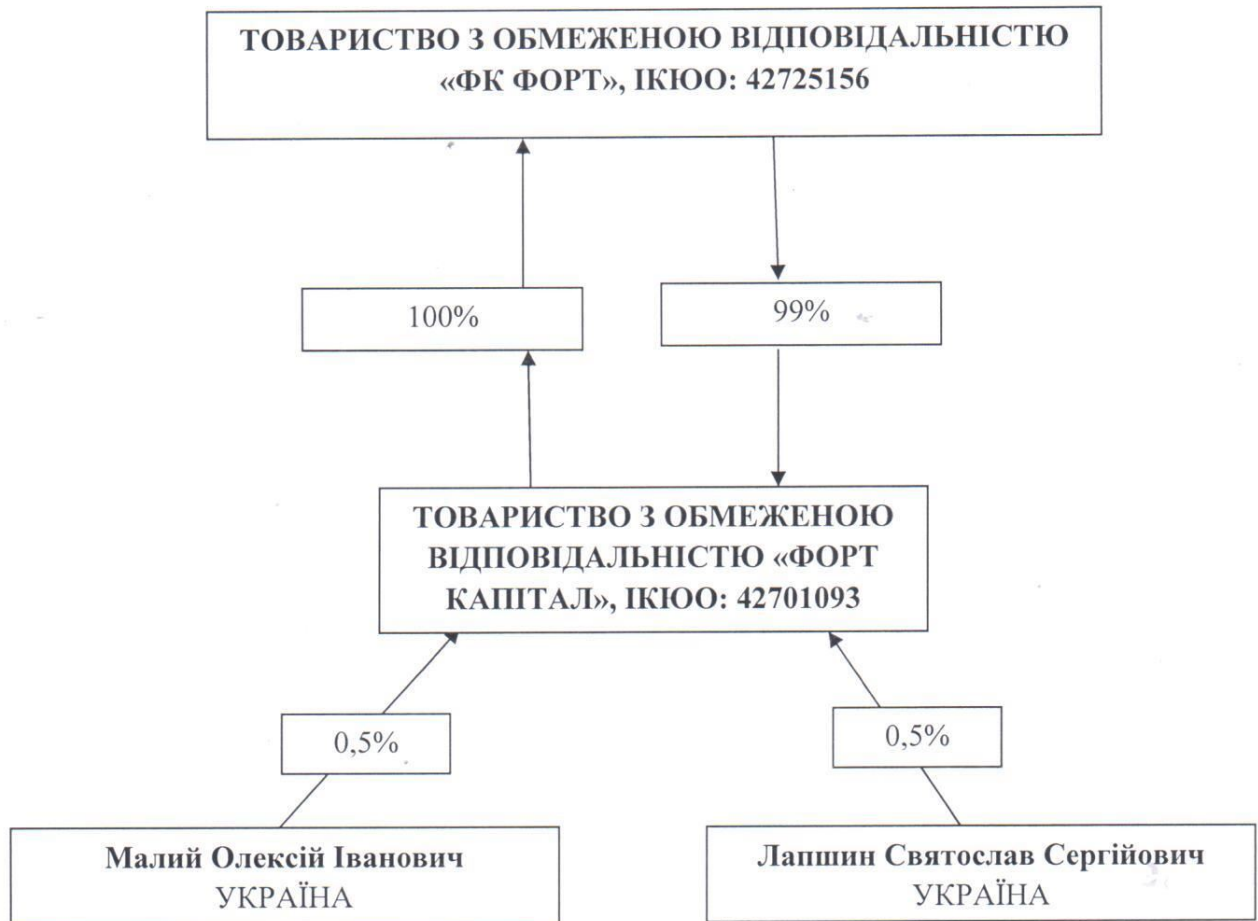 ТОВАРИСТВО З ОБМЕЖЕНОЮ ВІДПОВІДАЛЬНІСТЮ
«ФК ФОРТ», ІКЮО: 42725156
100%
99%
ТОВАРИСТВО З ОБМЕЖЕНОЮ
ВІДПОВІДАЛЬНІСТЮ «ФОРТ
КАПІТАЛ», ІКЮО: 42701093
0,5%
0,5%
Малий Олексій Іванович
УКРАЇНА
Лапшин Святослав Сергійович
УКРАЇНА